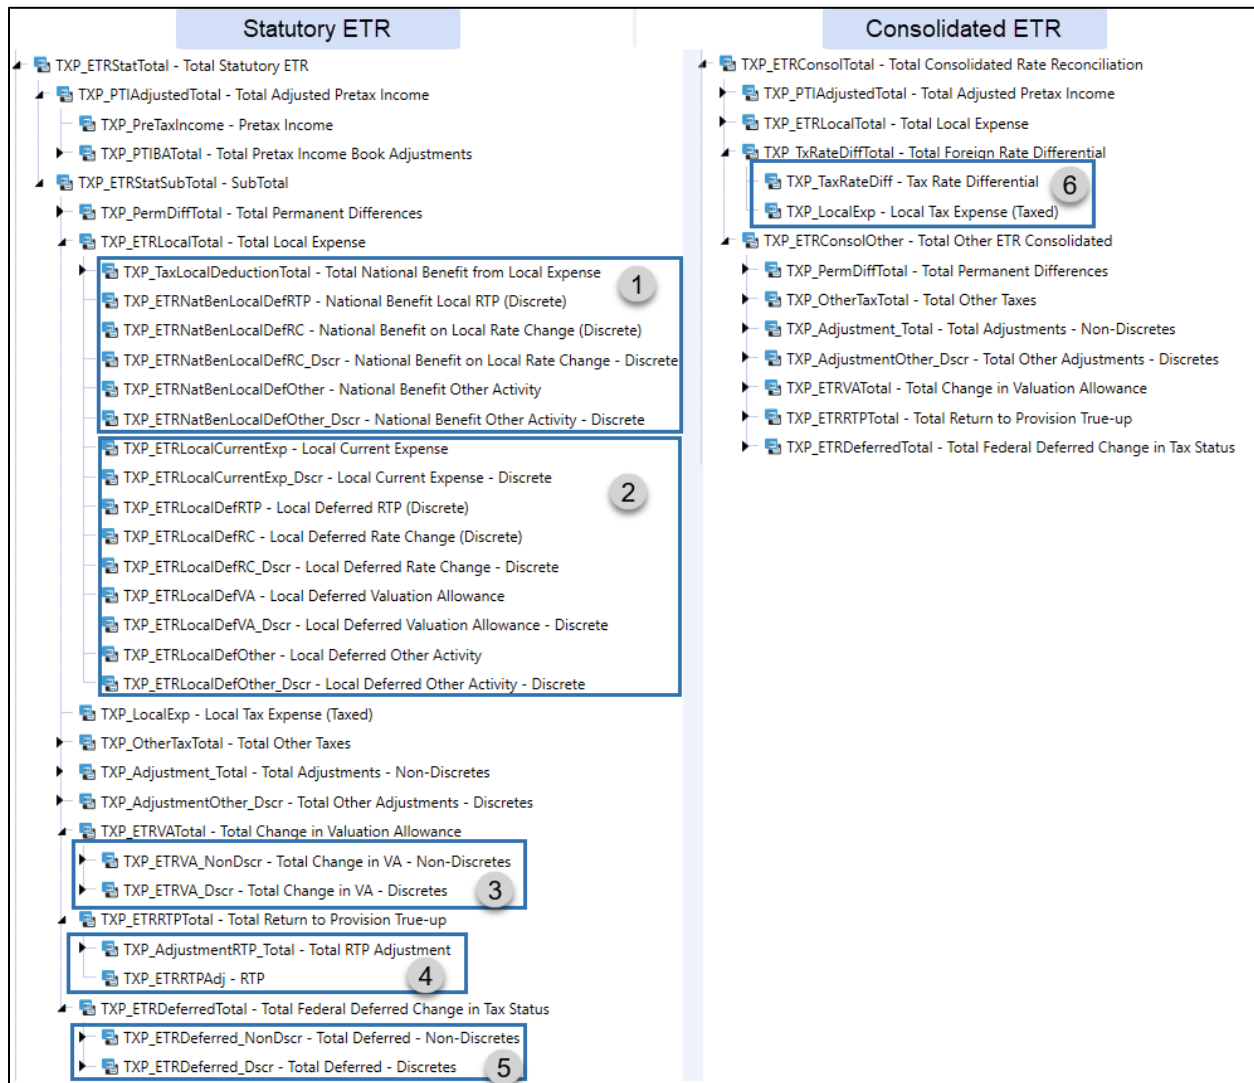 Statutory ETR
TXP_ETRStatTotal - Total Statutory ETR
TXP_PTIAdjustedTotal - Total Adjusted Pretax Income
TXP_PreTaxIncome - Pretax Income
TXP_PTIBATotal - Total Pretax Income Book Adjustments
TXP_ETRStatSubTotal - SubTotal
TXP_PermDiffTotal - Total Permanent Differences
TXP_ETRLocalTotal - Total Local Expense
TXP_TaxLocalDeductionTotal - Total National Benefit from Local Expense
1
TXP_ETRNatBenLocalDefRTP - National Benefit Local RTP (Discrete)
TXP_ETRNatBenLocalDefRC - National Benefit on Local Rate Change (Discrete)
TXP_ETRNatBenLocalDefRC_Dscr - National Benefit on Local Rate Change - Discrete
TXP_ETRNatBenLocalDefOther - National Benefit Other Activity
TXP_ETRNatBenLocalDefOther_Dscr - National Benefit Other Activity - Discrete
TXP_ETRLocalCurrentExp - Local Current Expense
TXP_ETRLocalCurrentExp_Dscr - Local Current Expense - Discrete
2
TXP_ETRLocalDefRTP - Local Deferred RTP (Discrete)
TXP_ETRLocalDefRC - Local Deferred Rate Change (Discrete)
TXP_ETRLocalDefRC_Dscr - Local Deferred Rate Change - Discrete
TXP_ETRLocalDefVA - Local Deferred Valuation Allowance
TXP_ETRLocalDefVA_Dscr - Local Deferred Valuation Allowance - Discrete
TXP_ETRLocalDefOther - Local Deferred Other Activity
TXP_ETRLocalDefOther_Dscr - Local Deferred Other Activity - Discrete
TXP_LocalExp - Local Tax Expense (Taxed)
TXP_OtherTaxTotal - Total Other Taxes
TXP_Adjustment_Total - Total Adjustments - Non-Discretes
TXP_AdjustmentOther_Dscr - Total Other Adjustments - Discretes
TXP_ETRVATotal - Total Change in Valuation Allowance
TXP_ETRVA_NonDscr - Total Change in VA - Non-Discretes
TXP_ETRVA_Dscr - Total Change in VA - Discretes
3
TXP_ETRRTPTotal - Total Return to Provision True-up
TXP_AdjustmentRTP_Total - Total RTP Adjustment
TXP_ETRRTPAdj - RTP
4
TXP_ETRDeferredTotal - Total Federal Deferred Change in Tax Status
TXP_ETRDeferred_NonDscr - Total Deferred - Non-Discretes
TXP_ETRDeferred_Dscr - Total Deferred - Discretes
5
Consolidated ETR
TXP_ETRConsolTotal - Total Consolidated Rate Reconciliation
TXP_PTIAdjustedTotal - Total Adjusted Pretax Income
TXP_ETRLocalTotal - Total Local Expense
TXP_TxRateDiffTotal - Total Foreign Rate Differential
TXP_TaxRateDiff - Tax Rate Differential
6
TXP_LocalExp - Local Tax Expense (Taxed)
TXP_ETRConsolOther - Total Other ETR Consolidated
TXP_PermDiffTotal - Total Permanent Differences
TXP_OtherTaxTotal - Total Other Taxes
TXP_Adjustment_Total - Total Adjustments - Non-Discretes
TXP_AdjustmentOther_Dscr - Total Other Adjustments - Discretes
TXP_ETRVATotal - Total Change in Valuation Allowance
TXP_ETRRTPTotal - Total Return to Provision True-up
TXP_ETRDeferredTotal - Total Federal Deferred Change in Tax Status